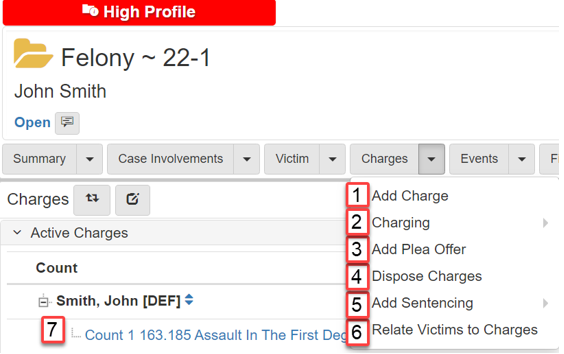 High Profile
Felony ~ 22-1
John Smith
Open
Summary Case Involvements Victim Charges Events
Charges
Active Charges
Count
Smith, John [DEF]
7 Count 1 163.185 Assault In The First
1 Add Charge
2 Charging
3 Add Plea Offer
4 Dispose Charges
5 Add Sentencing
6 Relate Victims to Charges